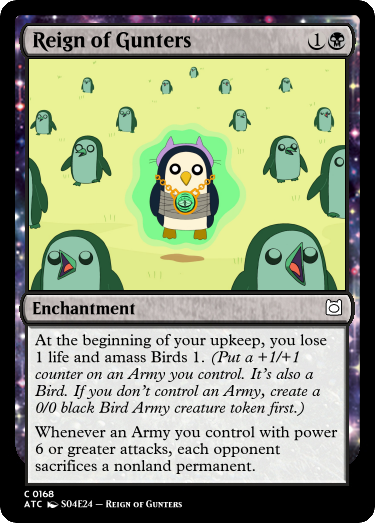 Reign of Gunters 1
Enchantment
At the beginning of your upkeep, you lose
1 life and amass Birds 1. (Put a +1/+1
counter on an Army you control. It's also a
Bird. If you don't control an Army, create a
0/0 black Bird Army creature token first.)
Whenever an Army you control with power
6 or greater attacks, each opponent
sacrifices a nonland permanent.
C 0168
ATC S04E24 – Reign of Gunters